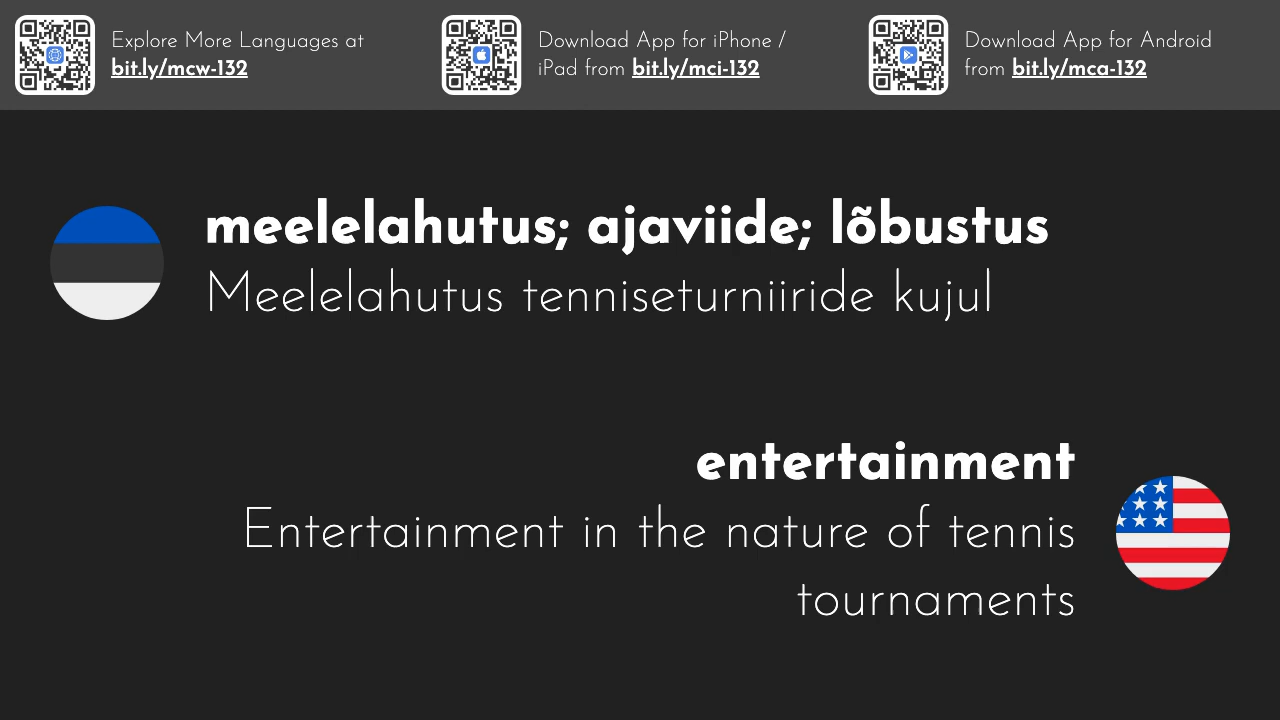 Explore More Languages at
bit.ly/mcw-132
Download App for iPhone /
iPad from bit.ly/mci-132
Download App for Android
from bit.ly/mca-132
meelelahutus; ajaviide; lõbustus
Meelelahutus tenniseturniiride kujul
entertainment
Entertainment in the nature of tennis
tournaments